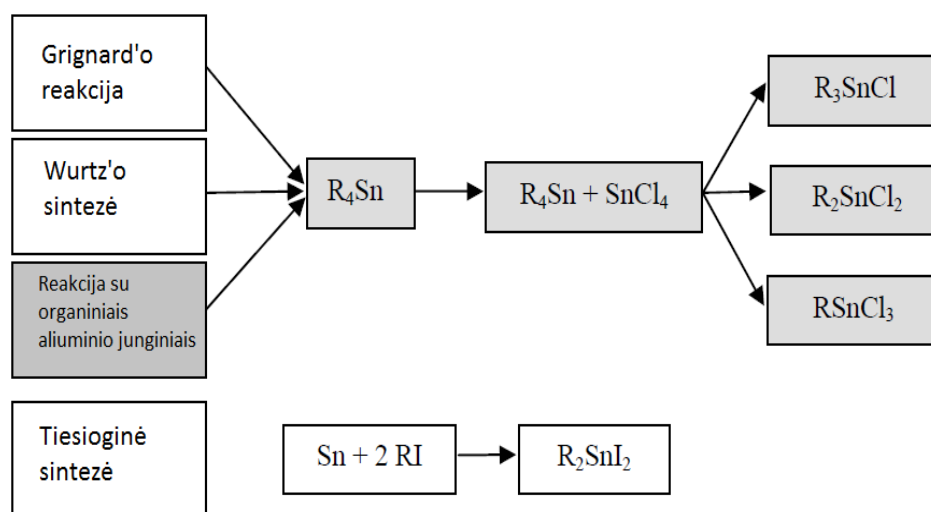 Grignard'o
reakcija
Wurtz'o
sintezė
Reakcija su
organiniais
aliuminio junginiais
R₄Sn
R₄Sn + SnCl₄
R₃SnCl
R₂SnCl₂
RSnCl₃
Tiesioginė
sintezė
Sn + 2 RI
R₂SnI₂